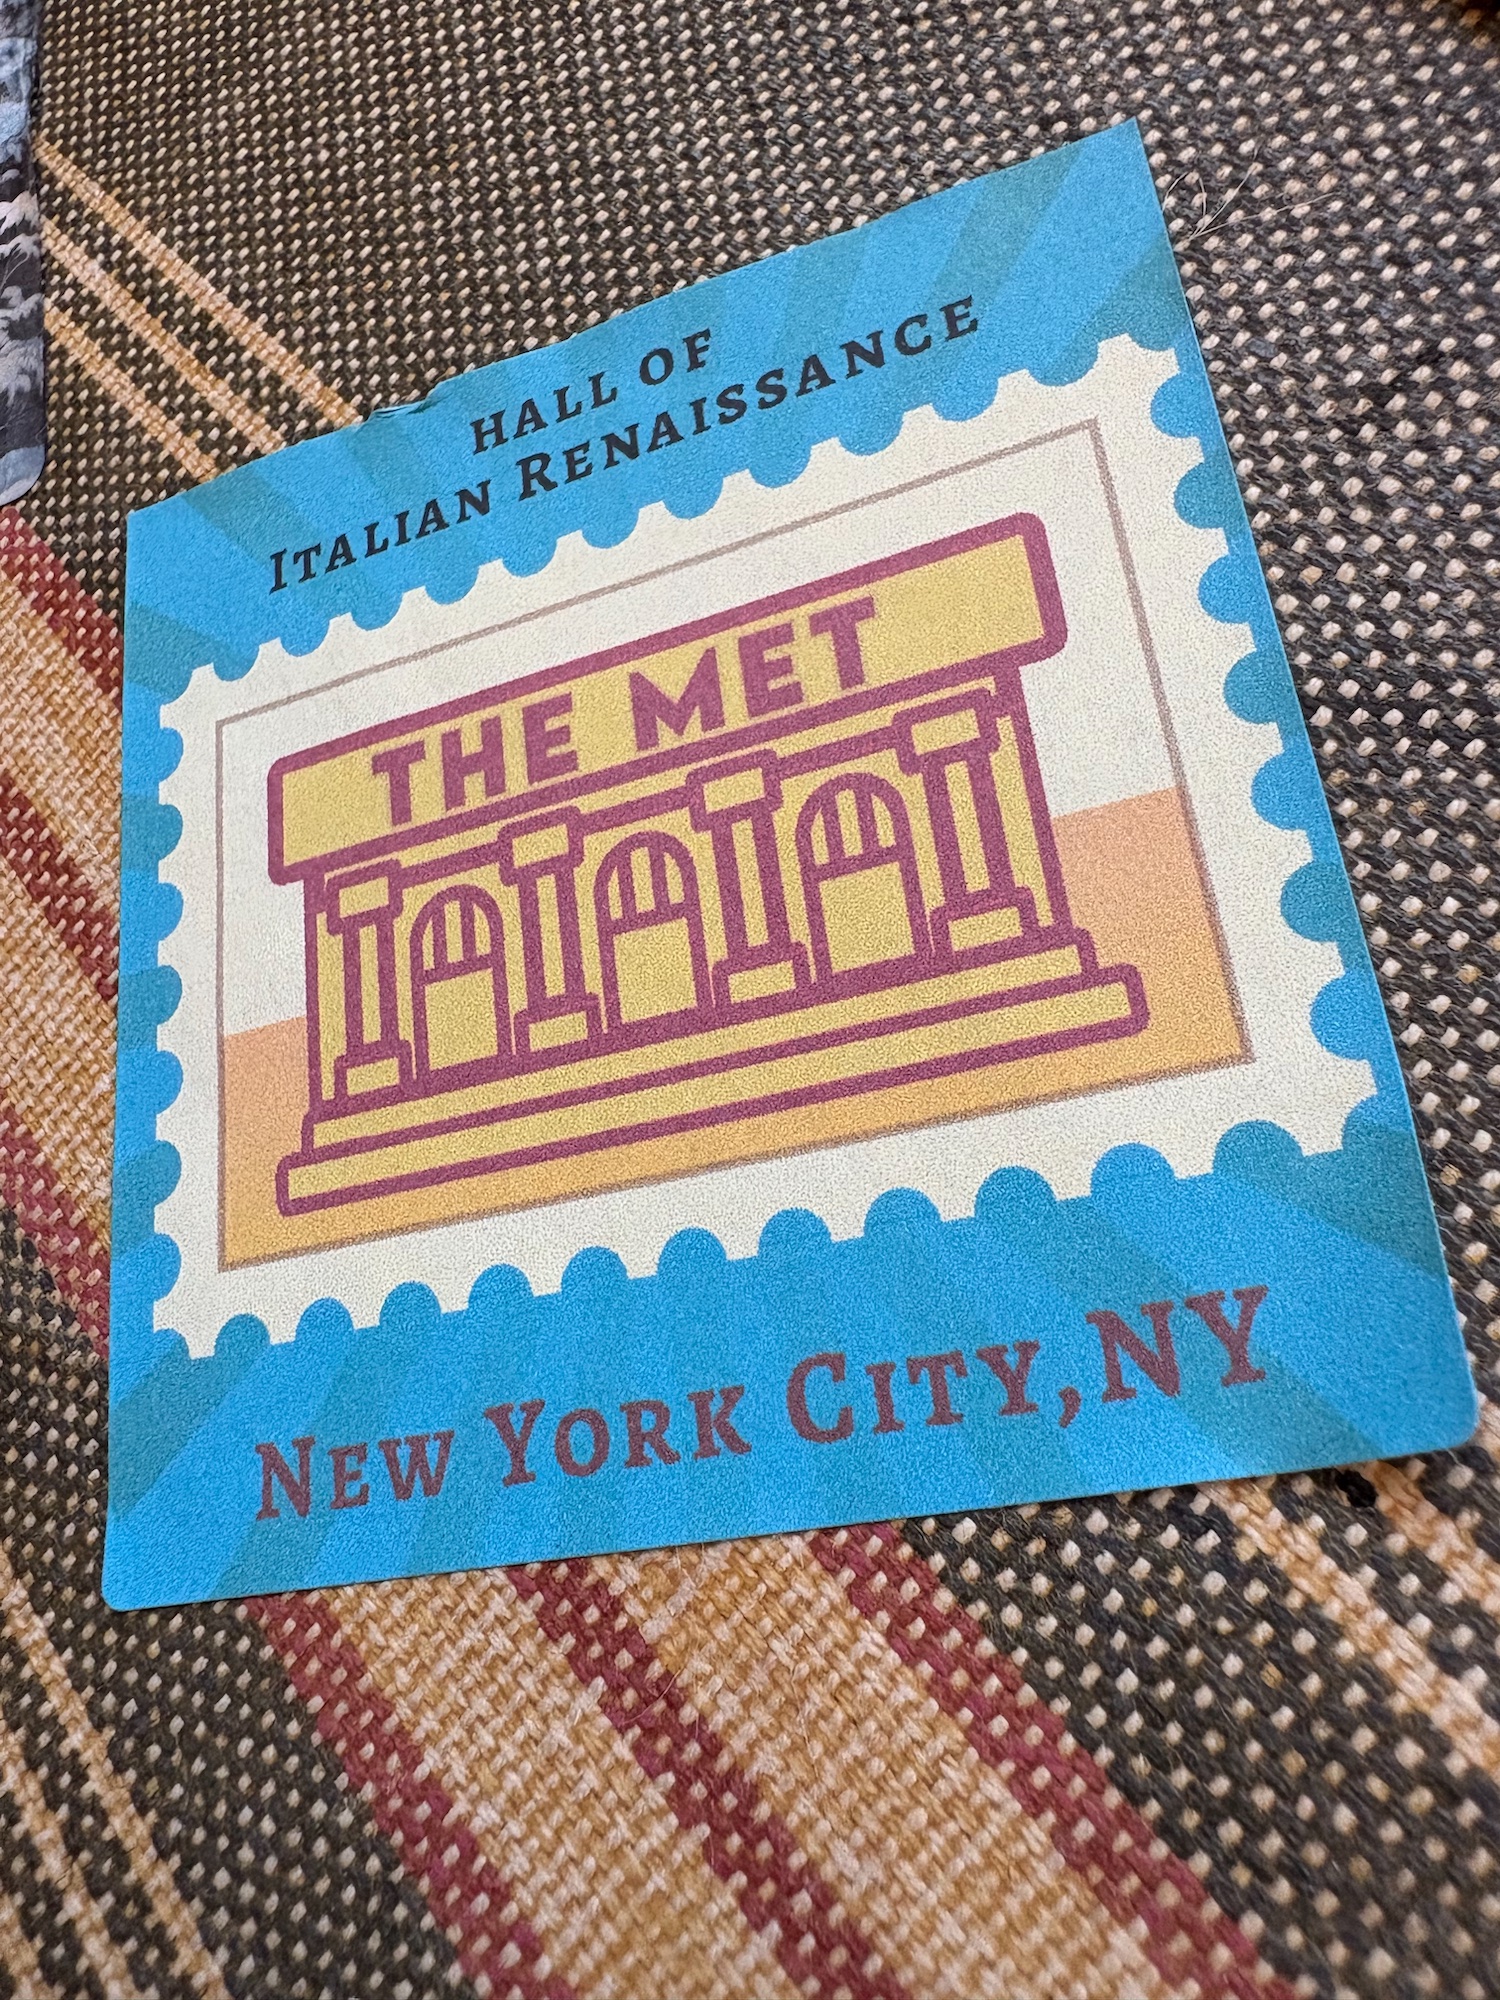 HALL OF
ITALIAN RENAISSANCE
THE MET
NEW YORK CITY, NY